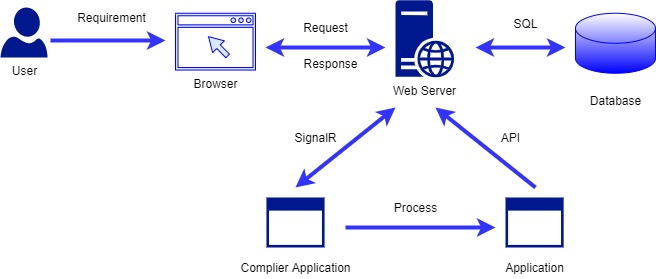 Requirement
Request
SQL
User
Browser
Response
Web Server
Database
SignalR
API
Process
Complier Application
Application